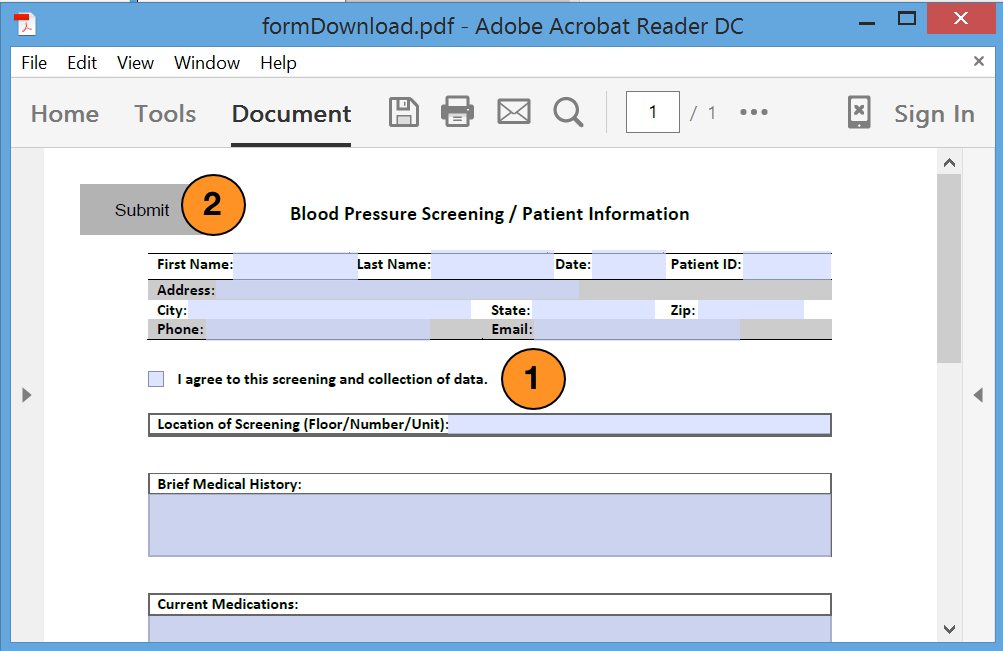 formDownload.pdf - Adobe Acrobat Reader DC
File Edit View Window Help
Home Tools Document 1 / 1 Sign In
Submit 2 Blood Pressure Screening / Patient Information
First Name: Last Name: Date: Patient ID:
Address:
City: State: Zip:
Phone: Email:
I agree to this screening and collection of data. 1
Location of Screening (Floor/Number/Unit):
Brief Medical History:
Current Medications: